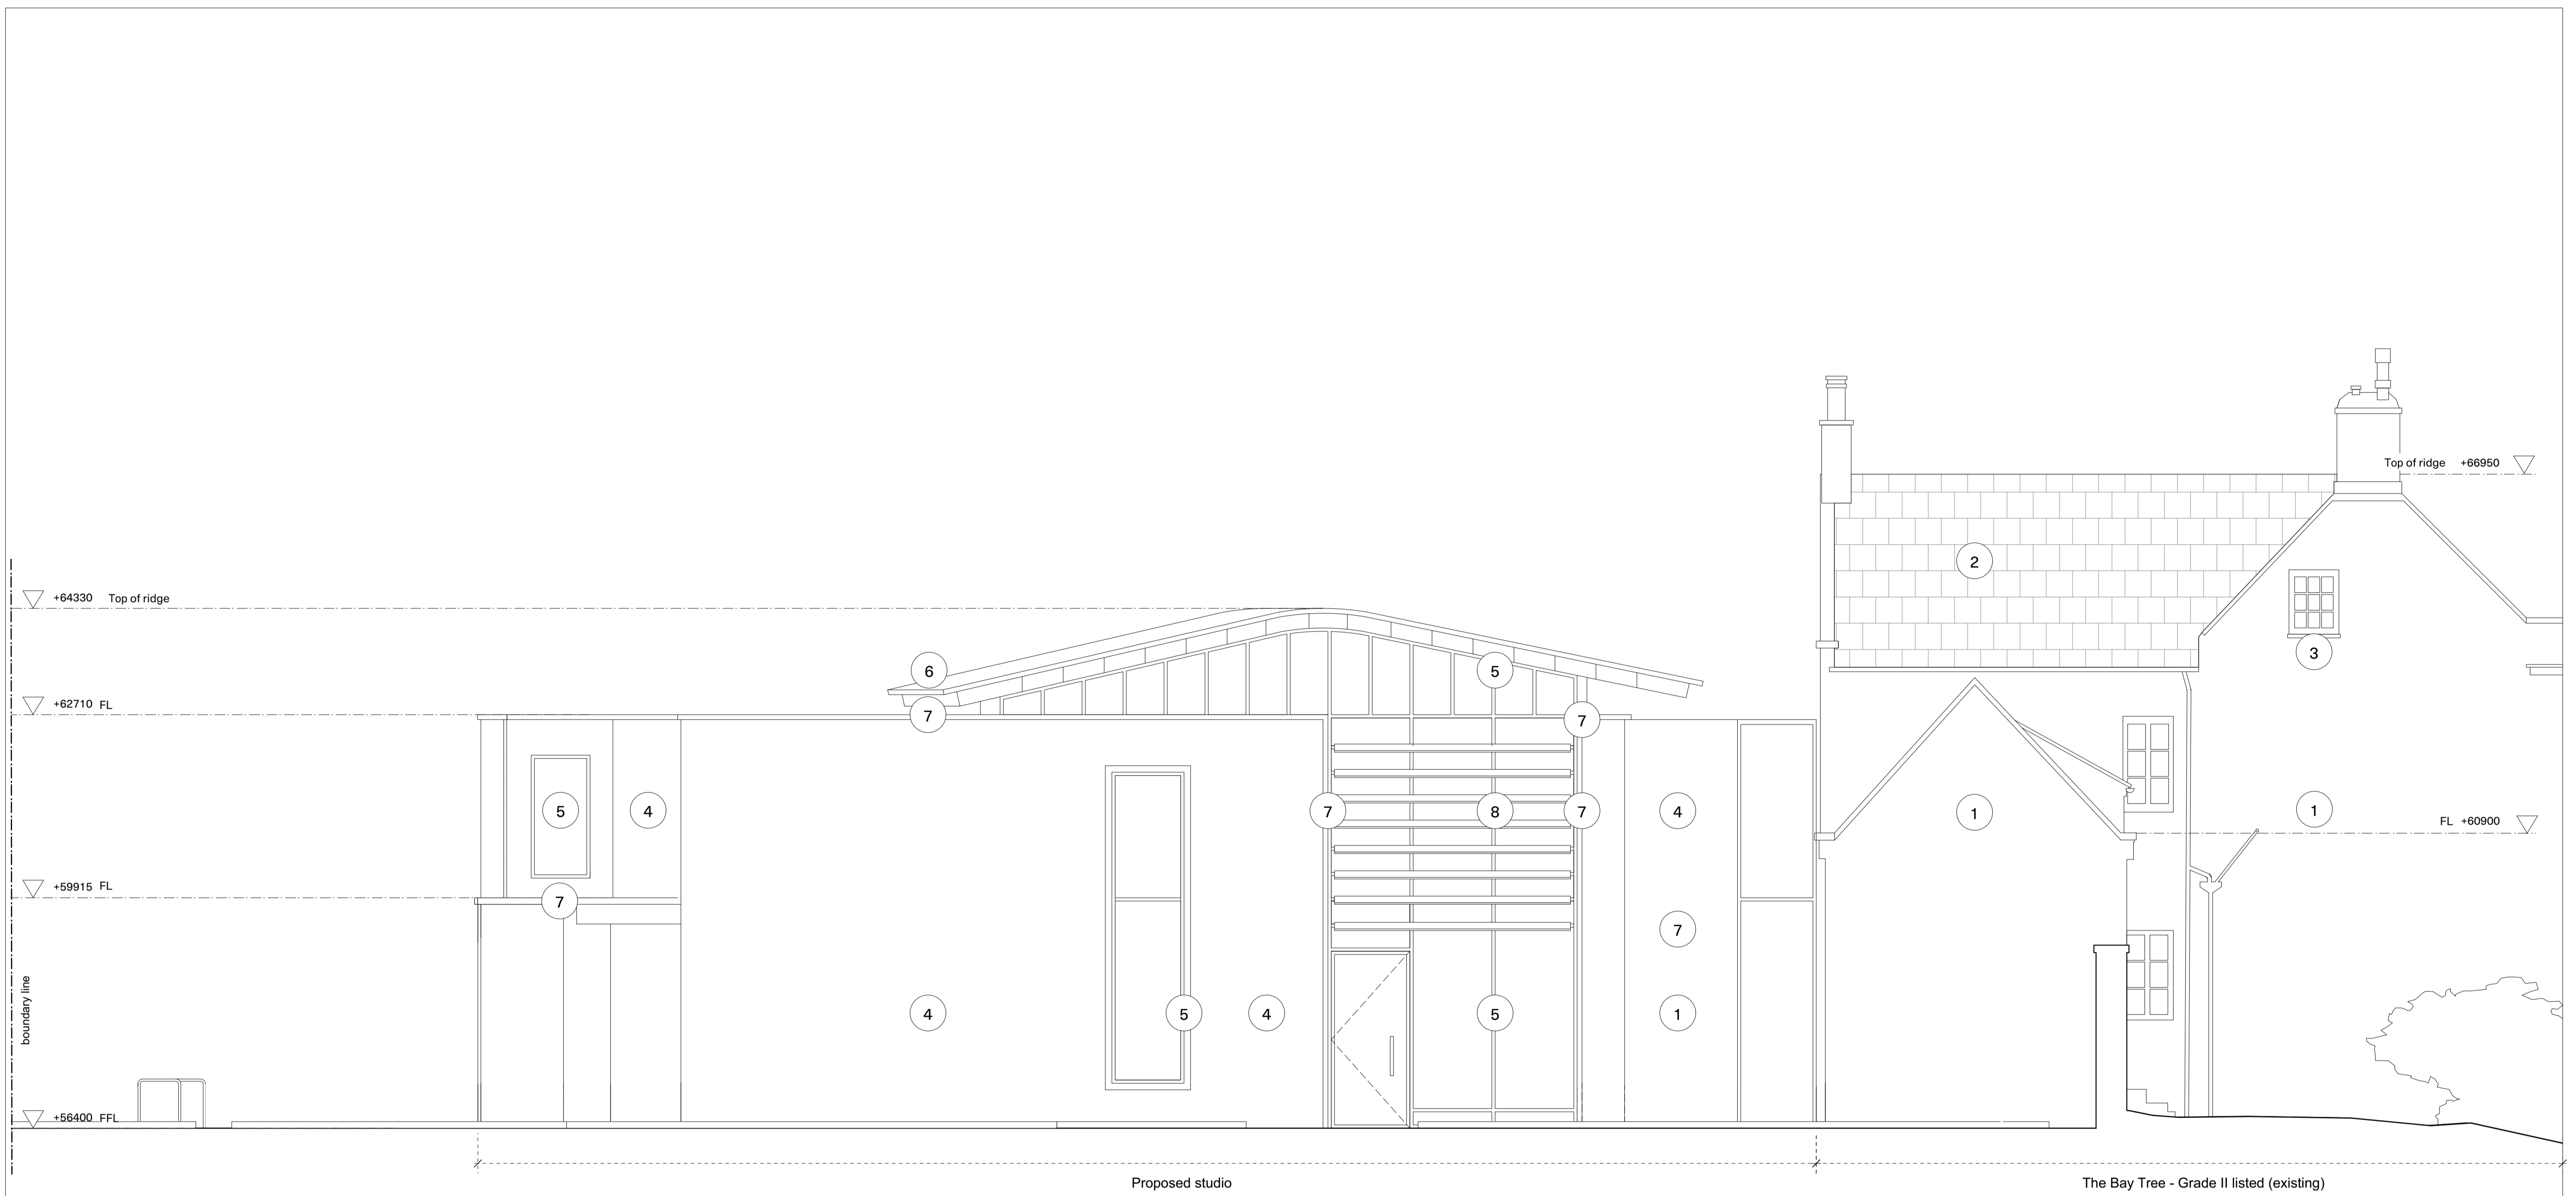 Top of ridge +66950
+64330 Top of ridge
2
3
6
5
+62710 FL
7
7
5
4
7
8
7
4
1
1
FL +60900
+59915 FL
7
7
boundary line
4
5
4
5
1
+56400 FFL
Proposed studio
The Bay Tree - Grade II listed (existing)